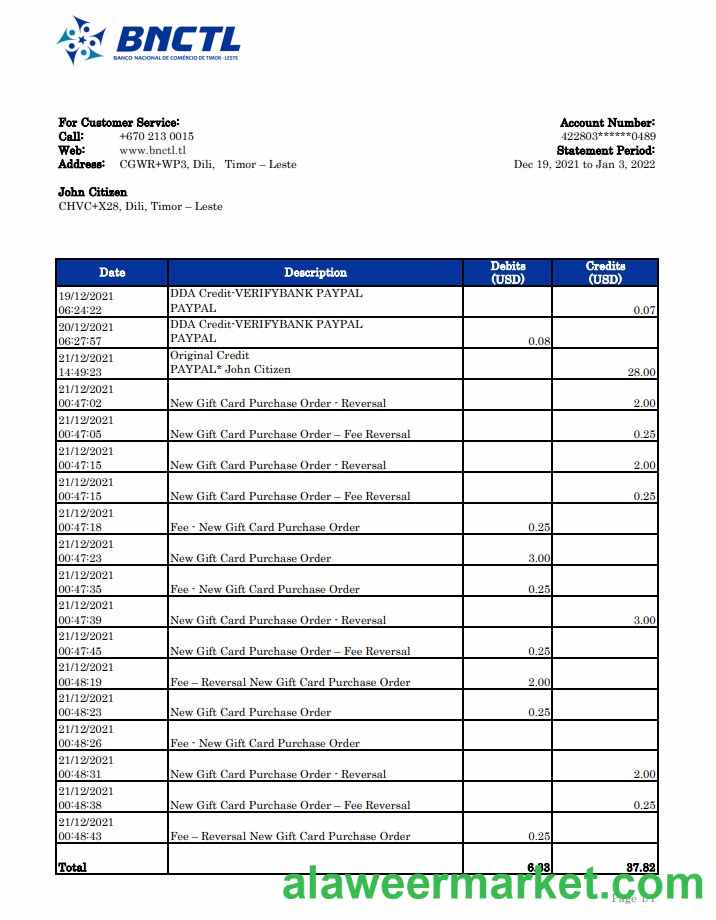 BNCTL
BANCO NACIONAL DE COMÉRCIO DE TIMOR - LESTE
For Customer Service:
Call: +670 213 0015
Web: www.bnctl.tl
Address: CGWR+WP3, Dili, Timor – Leste
Account Number:
422803******0489
Statement Period:
Dec 19, 2021 to Jan 3, 2022
John Citizen
CHVC+X28, Dili, Timor – Leste
Date Description Debits (USD) Credits (USD)
19/12/2021 DDA Credit-VERIFYBANK PAYPAL
06:24:22 PAYPAL 0.07
20/12/2021 DDA Credit-VERIFYBANK PAYPAL
06:27:57 PAYPAL 0.08
21/12/2021 Original Credit
14:49:23 PAYPAL* John Citizen 28.00
21/12/2021
00:47:02 New Gift Card Purchase Order - Reversal 2.00
21/12/2021
00:47:05 New Gift Card Purchase Order – Fee Reversal 0.25
21/12/2021
00:47:15 New Gift Card Purchase Order - Reversal 2.00
21/12/2021
00:47:15 New Gift Card Purchase Order – Fee Reversal 0.25
21/12/2021
00:47:18 Fee - New Gift Card Purchase Order 0.25
21/12/2021
00:47:23 New Gift Card Purchase Order 3.00
21/12/2021
00:47:35 Fee - New Gift Card Purchase Order 0.25
21/12/2021
00:47:39 New Gift Card Purchase Order - Reversal 3.00
21/12/2021
00:47:45 New Gift Card Purchase Order – Fee Reversal 0.25
21/12/2021
00:48:19 Fee – Reversal New Gift Card Purchase Order 2.00
21/12/2021
00:48:23 New Gift Card Purchase Order 0.25
21/12/2021
00:48:26 Fee - New Gift Card Purchase Order
21/12/2021
00:48:31 New Gift Card Purchase Order - Reversal 2.00
21/12/2021
00:48:38 New Gift Card Purchase Order – Fee Reversal 0.25
21/12/2021
00:48:43 Fee – Reversal New Gift Card Purchase Order 0.25
Total 6.33 37.82
alaweermarket.com
Page 1/1